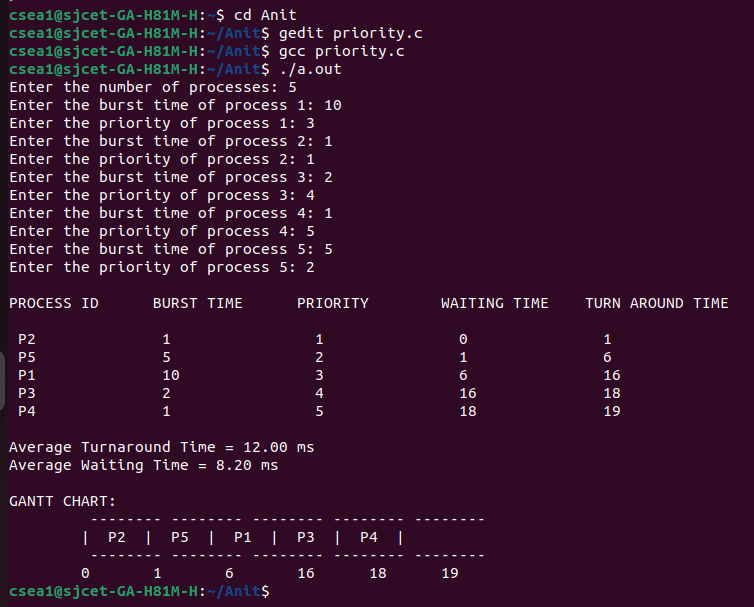 csea1@sjcet-GA-H81M-H:~$ cd Anit
csea1@sjcet-GA-H81M-H:~/Anit$ gedit priority.c
csea1@sjcet-GA-H81M-H:~/Anit$ gcc priority.c
csea1@sjcet-GA-H81M-H:~/Anit$ ./a.out
Enter the number of processes: 5
Enter the burst time of process 1: 10
Enter the priority of process 1: 3
Enter the burst time of process 2: 1
Enter the priority of process 2: 1
Enter the burst time of process 3: 2
Enter the priority of process 3: 4
Enter the burst time of process 4: 1
Enter the priority of process 4: 5
Enter the burst time of process 5: 5
Enter the priority of process 5: 2
PROCESS ID      BURST TIME      PRIORITY        WAITING TIME    TURN AROUND TIME
P2              1               1               0               1
P5              5               2               1               6
P1              10              3               6               16
P3              2               4               16              18
P4              1               5               18              19
Average Turnaround Time = 12.00 ms
Average Waiting Time = 8.20 ms
GANTT CHART:
-------- -------- -------- -------- --------
|  P2  |  P5  |  P1  |  P3  |  P4  |
-------- -------- -------- -------- --------
0       1       6       16      18      19
csea1@sjcet-GA-H81M-H:~/Anit$